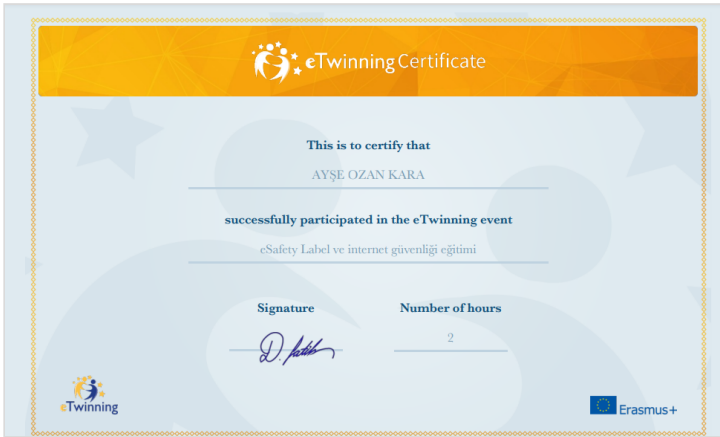 eTwinning Certificate
This is to certify that
AYŞE OZAN KARA
successfully participated in the eTwinning event
eSafety Label ve internet güvenliği eğitimi
Signature
Number of hours
D. fatih
2
eTwinning
Erasmus+